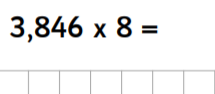 3,846 x 8 =